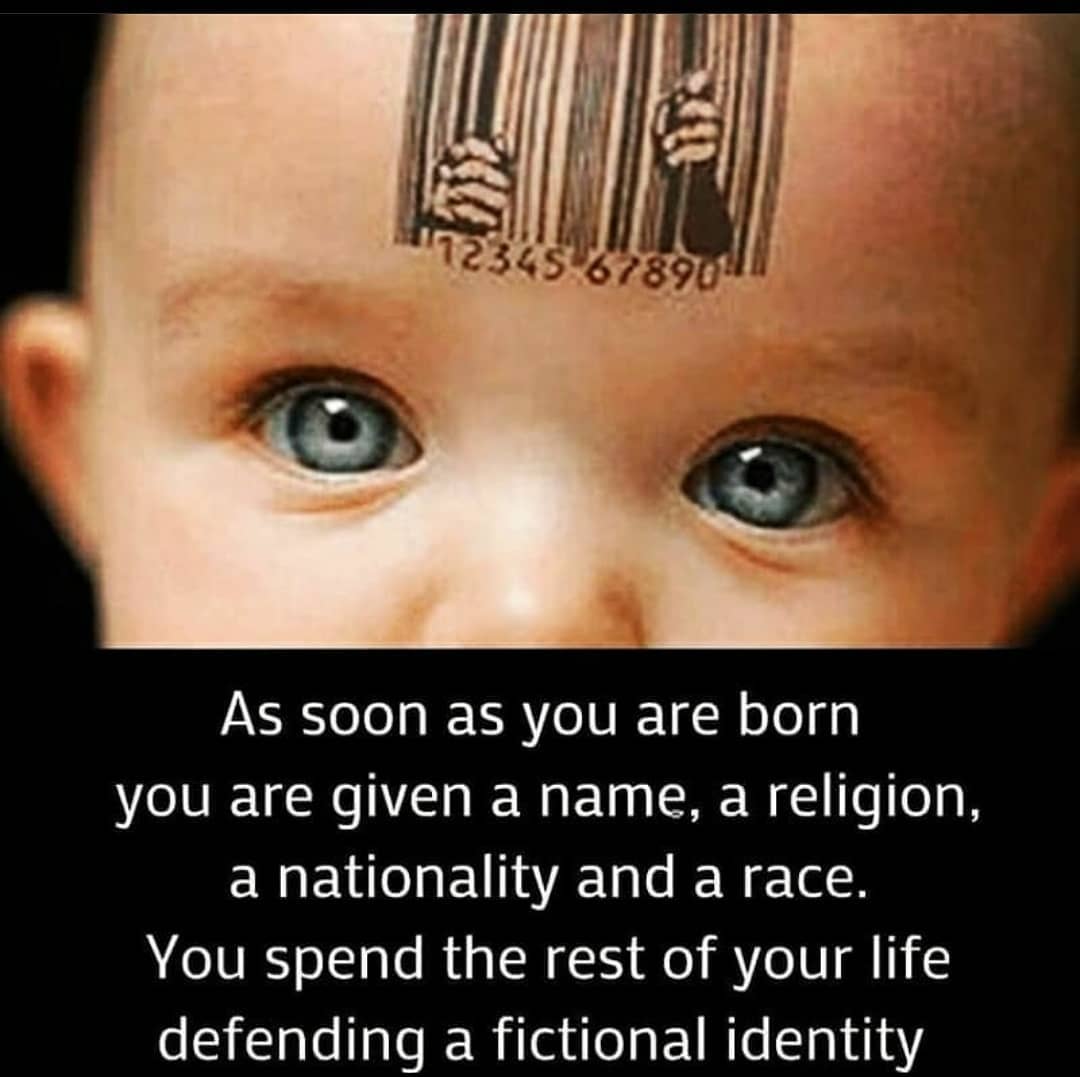 12345 67890
As soon as you are born
you are given a name, a religion,
a nationality and a race.
You spend the rest of your life
defending a fictional identity